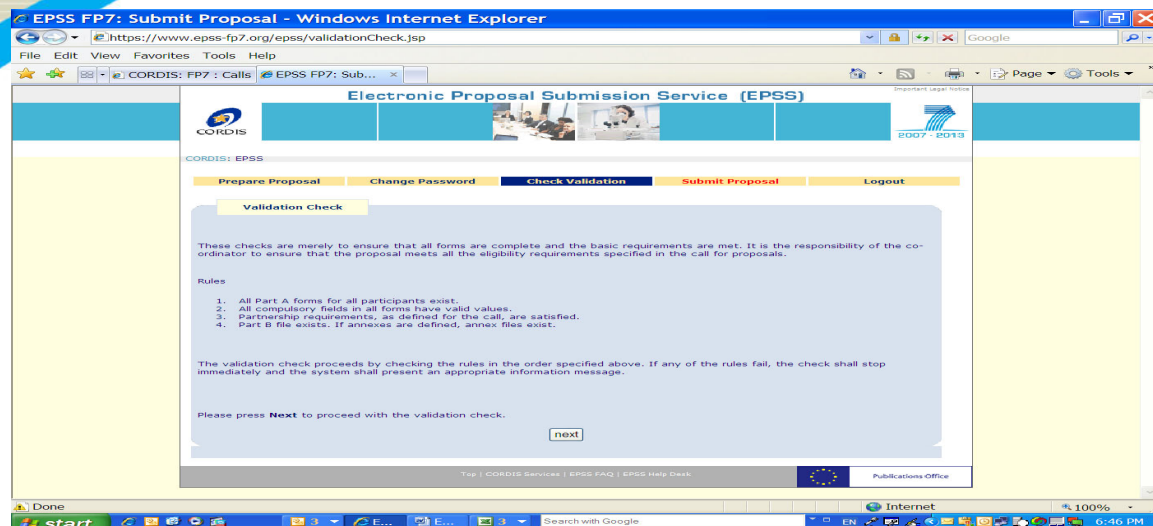 EPSS FP7: Submit Proposal - Windows Internet Explorer
https://www.epss-fp7.org/epss/validationCheck.jsp
Google
File Edit View Favorites Tools Help
CORDIS: FP7 : Calls EPSS FP7: Sub... Page Tools
Electronic Proposal Submission Service (EPSS)
Important Legal Notice
CORDIS
2007 - 2013
CORDIS: EPSS
Prepare Proposal Change Password Check Validation Submit Proposal Logout
Validation Check
These checks are merely to ensure that all forms are complete and the basic requirements are met. It is the responsibility of the co-
ordinator to ensure that the proposal meets all the eligibility requirements specified in the call for proposals.
Rules
1. All Part A forms for all participants exist.
2. All compulsory fields in all forms have valid values.
3. Partnership requirements, as defined for the call, are satisfied.
4. Part B file exists. If annexes are defined, annex files exist.
The validation check proceeds by checking the rules in the order specified above. If any of the rules fail, the check shall stop
immediately and the system shall present an appropriate information message.
Please press Next to proceed with the validation check.
next
Top | CORDIS Services | EPSS FAQ | EPSS Help Desk
Publications Office
Done Internet 100%
start 3 E... E... 3 Search with Google EN 6:46 PM